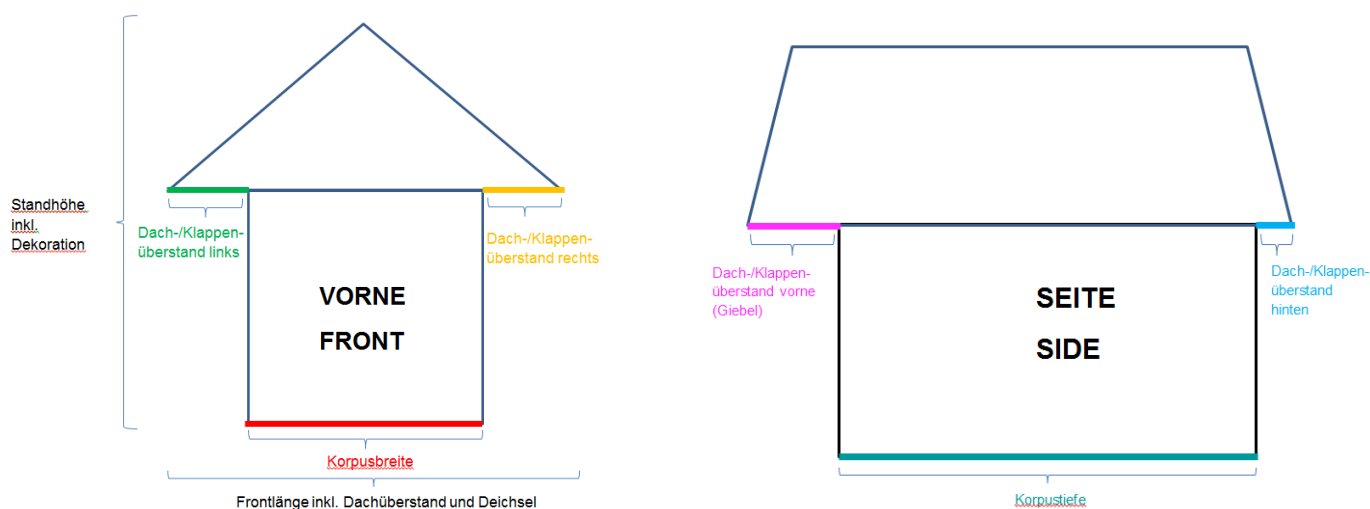 Standhöhe
inkl.
Dekoration
Dach-/Klappen-
überstand links
Dach-/Klappen-
überstand rechts
VORNE
FRONT
Korpusbreite
Frontlänge inkl. Dachüberstand und Deichsel
Dach-/Klappen-
überstand vorne
(Giebel)
Dach-/Klappen-
überstand
hinten
SEITE
SIDE
Korpustiefe